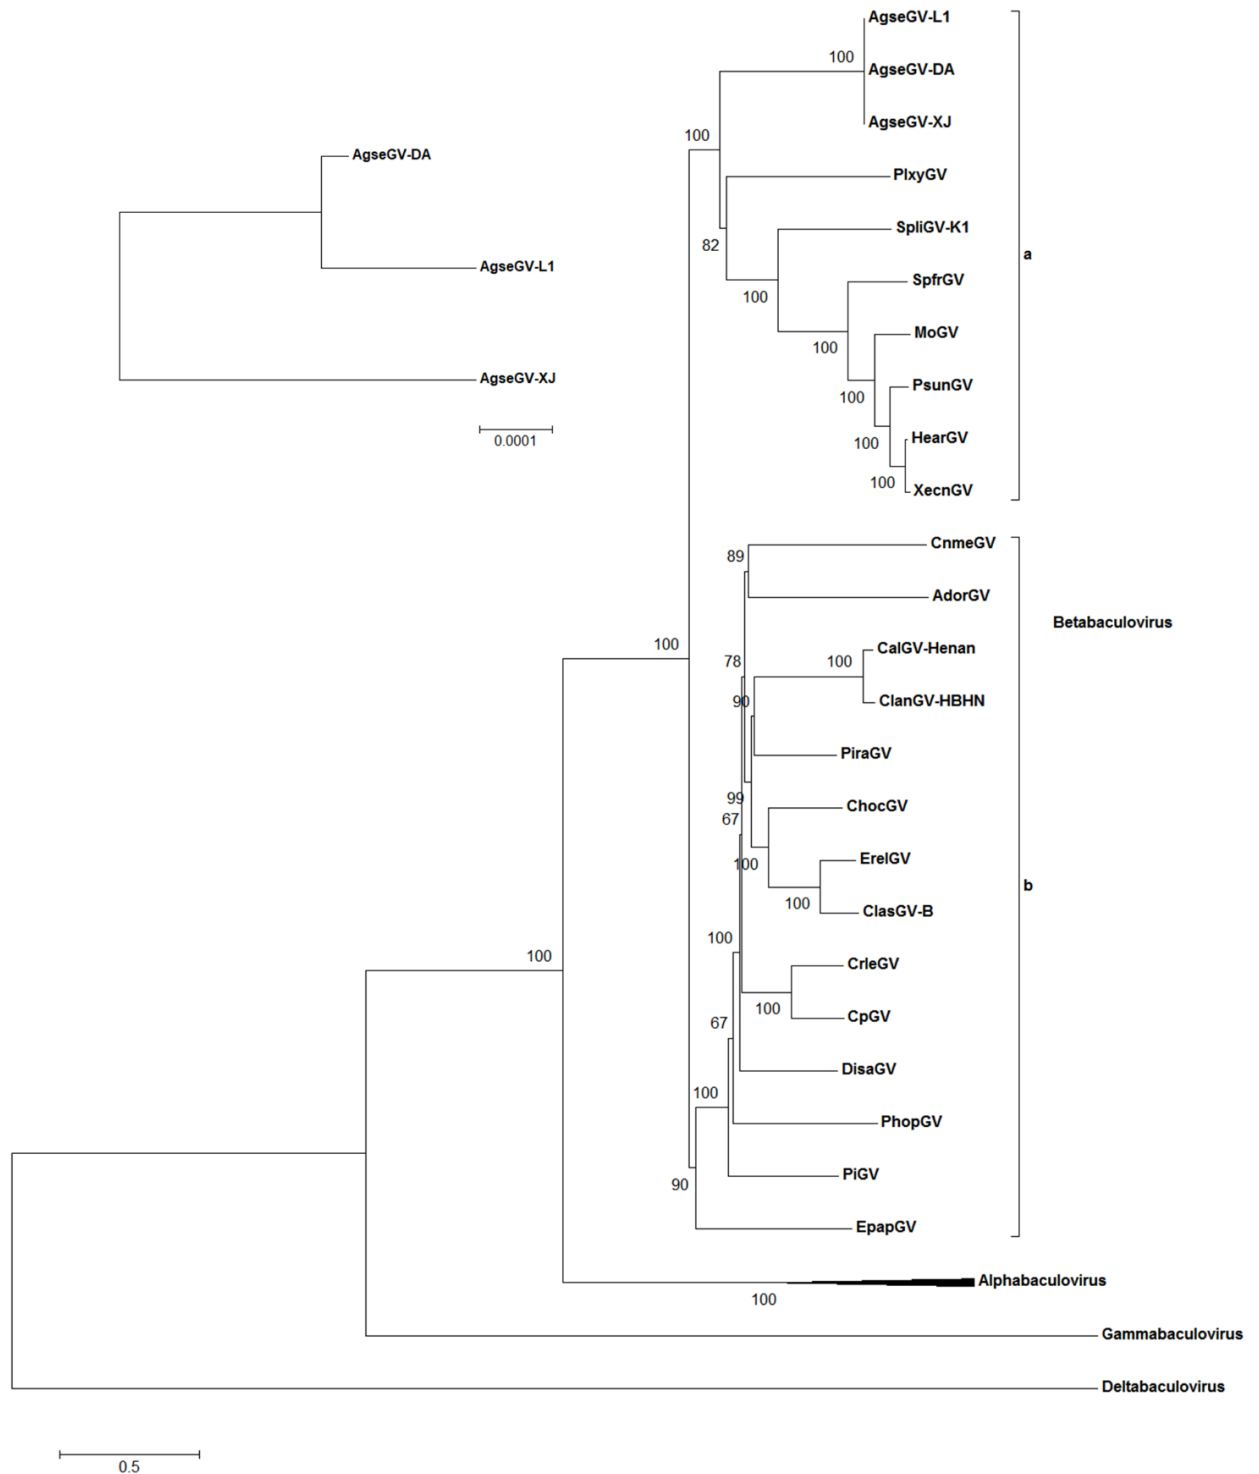 AgseGV-L1
100
AgseGV-DA
AgseGV-XJ
100
AgseGV-DA
PlxyGV
SpliGV-K1
82
a
AgseGV-L1
SpfrGV
100
MoGV
100
AgseGV-XJ
PsunGV
100
0.0001
HearGV
100
100
XecnGV
CnmeGV
89
AdorGV
Betabaculovirus
100
CalGV-Henan
100
78
90
ClanGV-HBHN
PiraGV
99
ChocGV
67
100
ErelGV
b
100
ClasGV-B
100
100
CrleGV
100
CpGV
67
DisaGV
100
PhopGV
PiGV
90
EpapGV
Alphabaculovirus
100
Gammabaculovirus
Deltabaculovirus
0.5